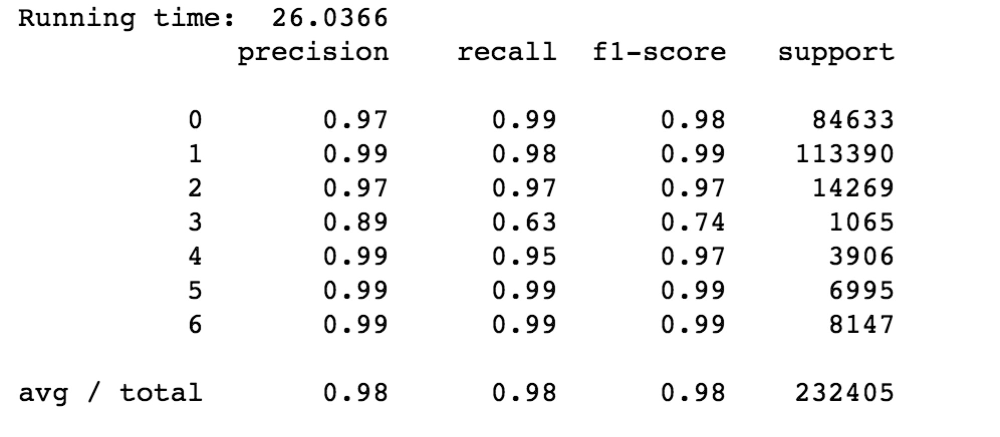 Running time:  26.0366
precision recall f1-score support
0 0.97 0.99 0.98 84633
1 0.99 0.98 0.99 113390
2 0.97 0.97 0.97 14269
3 0.89 0.63 0.74 1065
4 0.99 0.95 0.97 3906
5 0.99 0.99 0.99 6995
6 0.99 0.99 0.99 8147
avg / total 0.98 0.98 0.98 232405